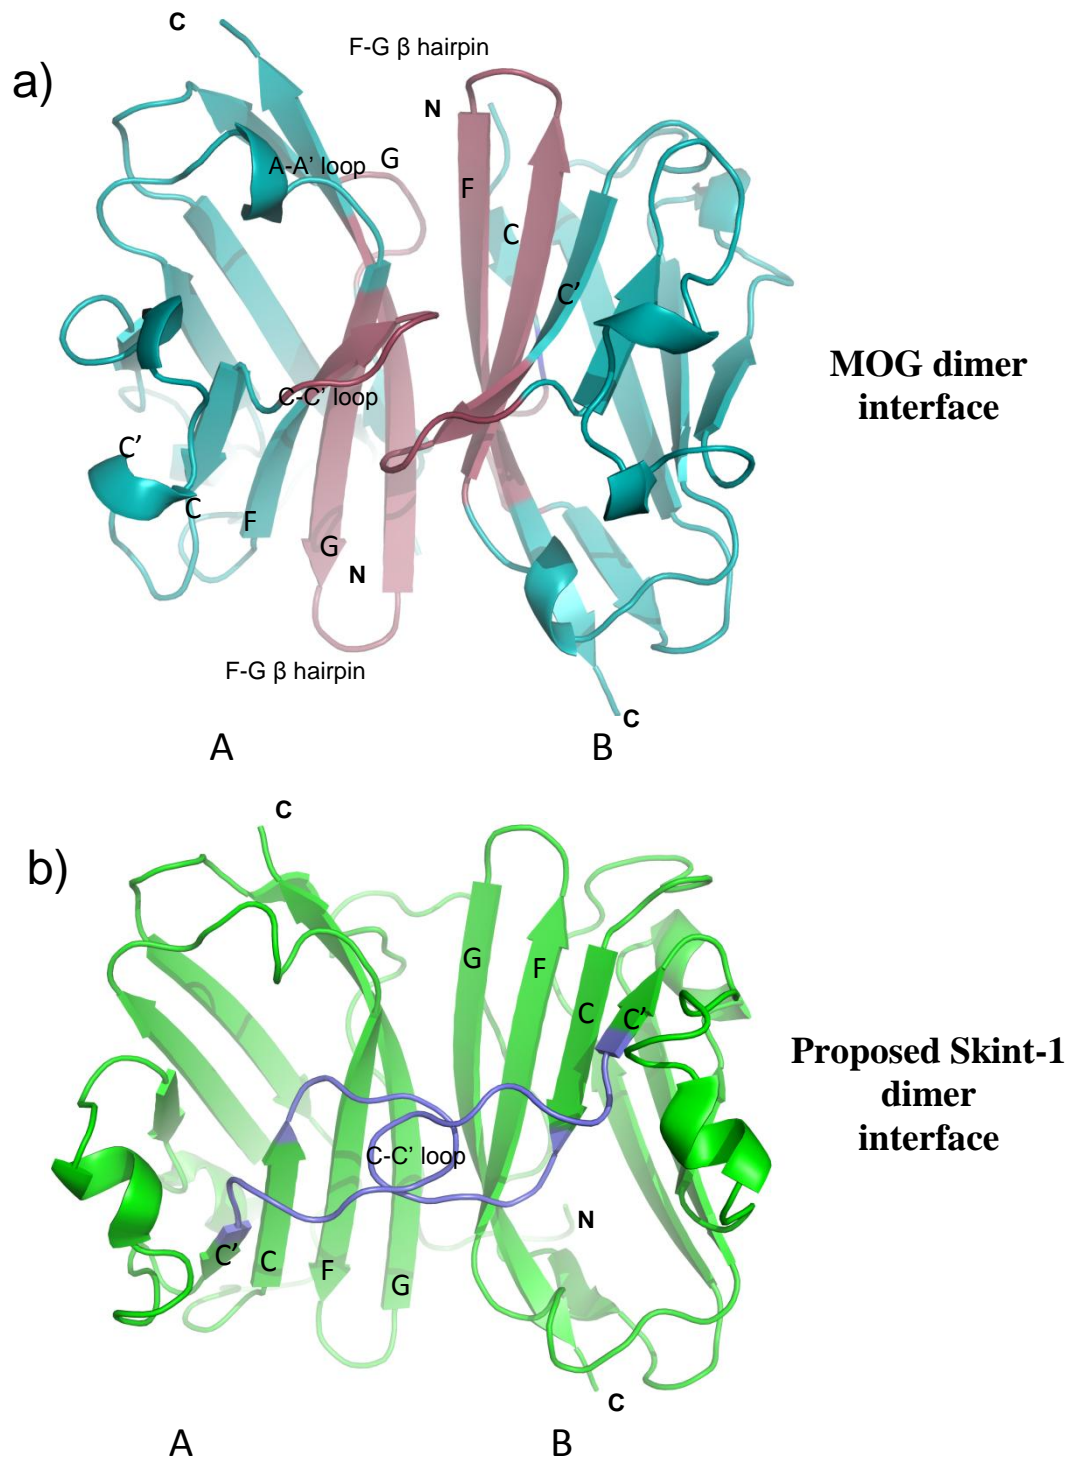 a)
C
F-G β hairpin
N
A-A’ loop
G
F
C
C’
C-C’ loop
C’
C
F
G
N
F-G β hairpin
C
A
B
MOG dimer
interface
b)
C
G
F
C
C’
C-C’ loop
N
C’
C
F
G
C
A
B
Proposed Skint-1
dimer
interface